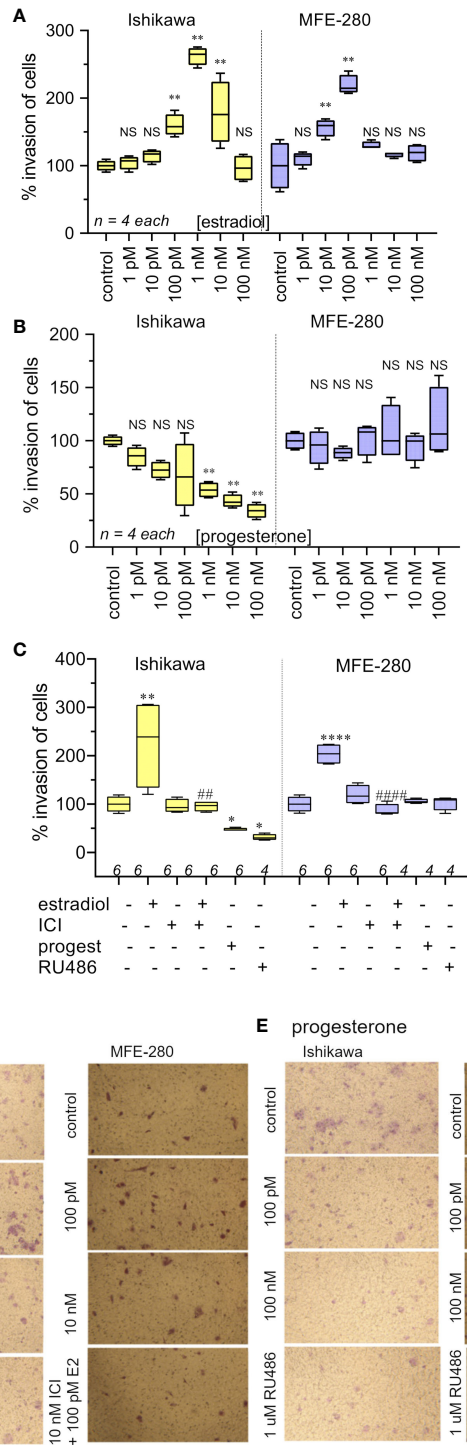 A
Ishikawa MFE-280
% invasion of cells
300
200
100
0
NS NS ** ** ** NS
NS ** ** NS NS NS
n = 4 each [estradiol]
control 1 pM 10 pM 100 pM 1 nM 10 nM 100 nM control 1 pM 10 pM 100 pM 1 nM 10 nM 100 nM
B
Ishikawa MFE-280
% invasion of cells
200
150
100
50
0
NS NS NS ** ** **
NS NS NS NS NS NS
n = 4 each [progesterone]
control 1 pM 10 pM 100 pM 1 nM 10 nM 100 nM control 1 pM 10 pM 100 pM 1 nM 10 nM 100 nM
C
Ishikawa MFE-280
% invasion of cells
400
300
200
100
0
** ## * *
**** ####
6 6 6 6 6 4 6 6 6 6 4 4 4
estradiol - + - + - - - + - + - -
ICI - - + + - - - - + + - -
progest - - - - + - - - - - + -
RU486 - - - - - + - - - - - +
MFE-280
control
100 pM
10 nM
10 nM ICI
+ 100 pM E2
E progesterone
Ishikawa
control
100 pM
100 nM
1 uM RU486
control
100 pM
100 nM
1 uM RU486